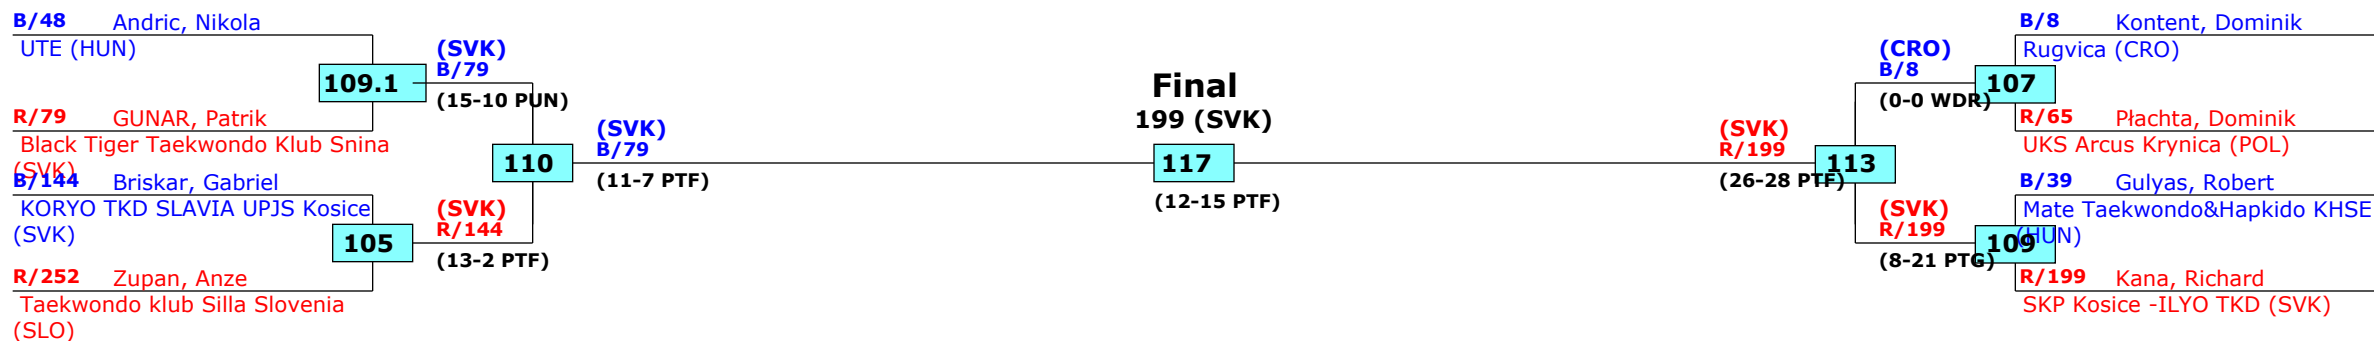 B/48 Andric, Nikola
UTE (HUN)
109.1
R/79 GUNAR, Patrik
Black Tiger Taekwondo Klub Snina
(SVK)
B/144 Briskar, Gabriel
KORYO TKD SLÁVIA UPJS Kosice
(SVK)
105
R/252 Zupan, Anze
Taekwondo klub Silla Slovenia
(SLO)
(SVK)
B/79
(15-10 PUN)
110
(SVK)
R/144
(13-2 PTF)
(SVK)
B/79
(11-7 PTF)
Final
199 (SVK)
117
(12-15 PTF)
(SVK)
R/199
(26-28 PTF)
113
(CRO)
B/8
(0-0 WDR)
(SVK)
R/199
(8-21 PTG)
B/8 Kontent, Dominik
Rugvica (CRO)
107
R/65 Płachta, Dominik
UKS Arcus Krynica (POL)
B/39 Gulyas, Robert
Mate Taekwondo&Hapkido KHSE
(HUN)
109
R/199 Kana, Richard
SKP Kosice -ILYO TKD (SVK)